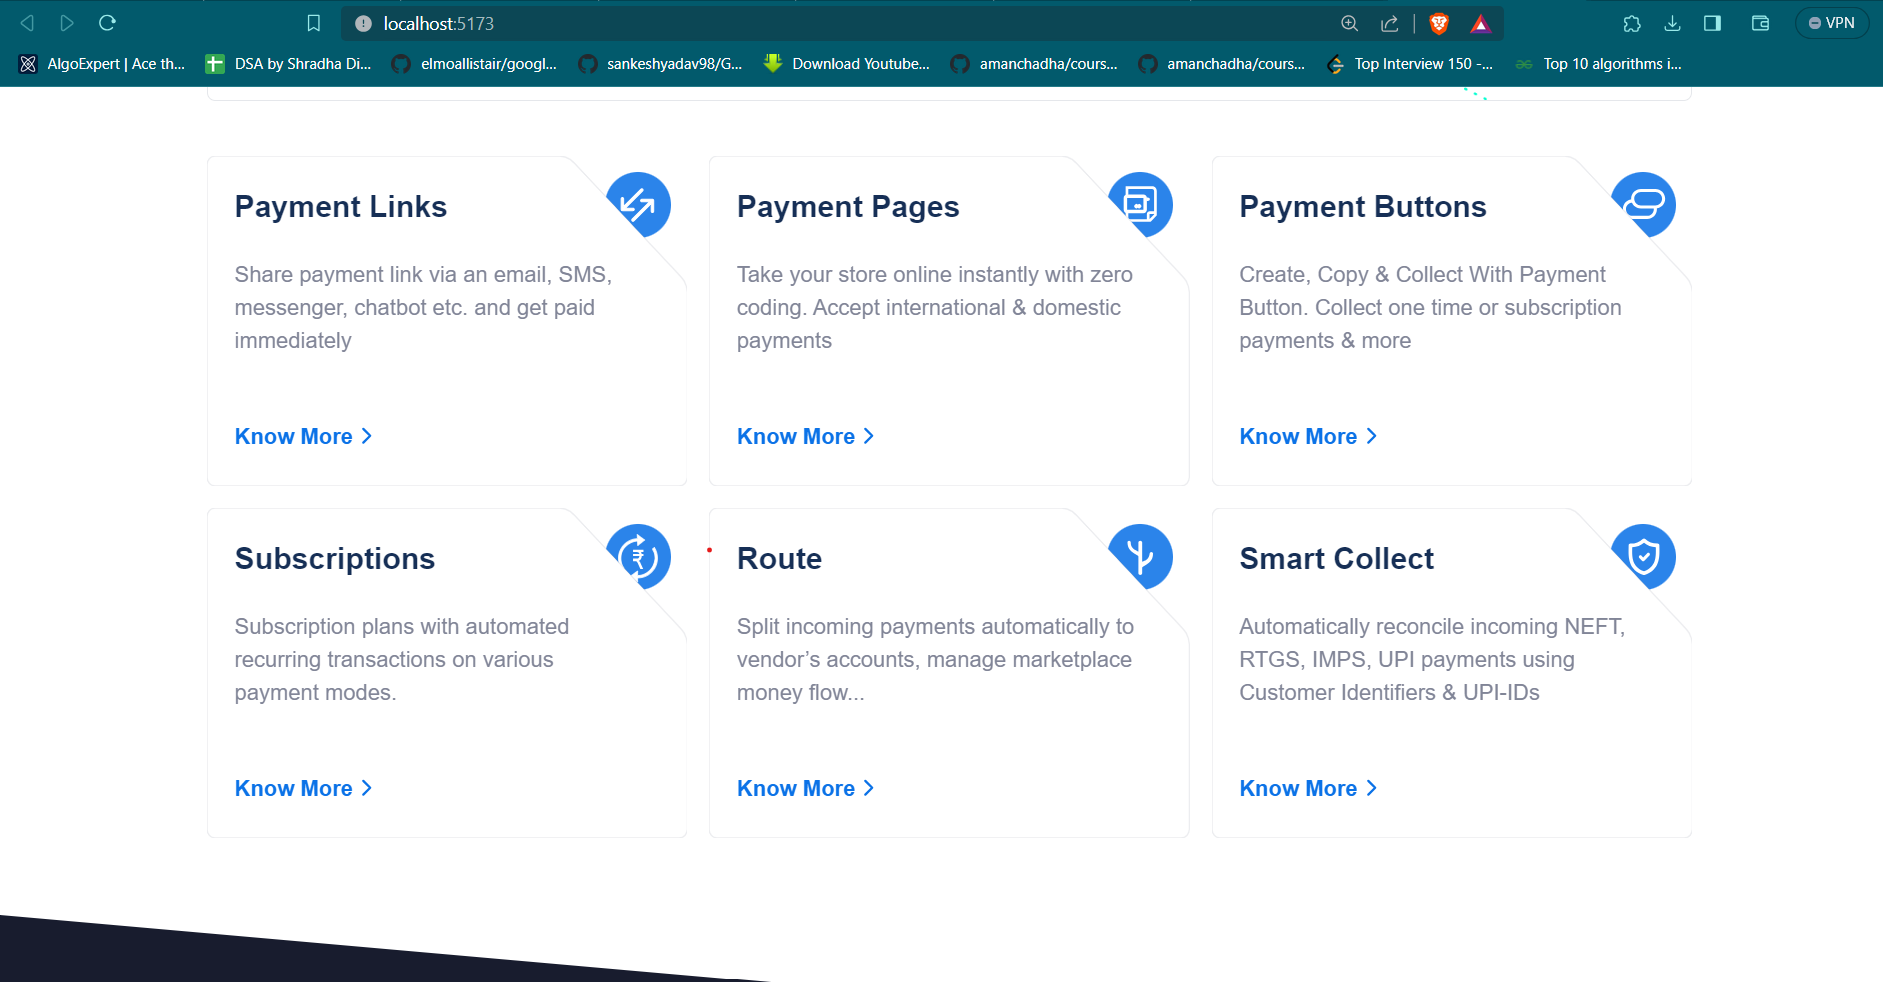 localhost:5173
VPN
AlgoExpert | Ace th...
DSA by Shradha Di...
elmoallistair/googl...
sankeshyadav98/G...
Download Youtube...
amanchadha/cours...
amanchadha/cours...
Top Interview 150 -...
Top 10 algorithms i...
Payment Links
Share payment link via an email, SMS,
messenger, chatbot etc. and get paid
immediately
Know More
Payment Pages
Take your store online instantly with zero
coding. Accept international & domestic
payments
Know More
Payment Buttons
Create, Copy & Collect With Payment
Button. Collect one time or subscription
payments & more
Know More
Subscriptions
₹
Subscription plans with automated
recurring transactions on various
payment modes.
Know More
Route
Split incoming payments automatically to
vendor’s accounts, manage marketplace
money flow...
Know More
Smart Collect
Automatically reconcile incoming NEFT,
RTGS, IMPS, UPI payments using
Customer Identifiers & UPI-IDs
Know More